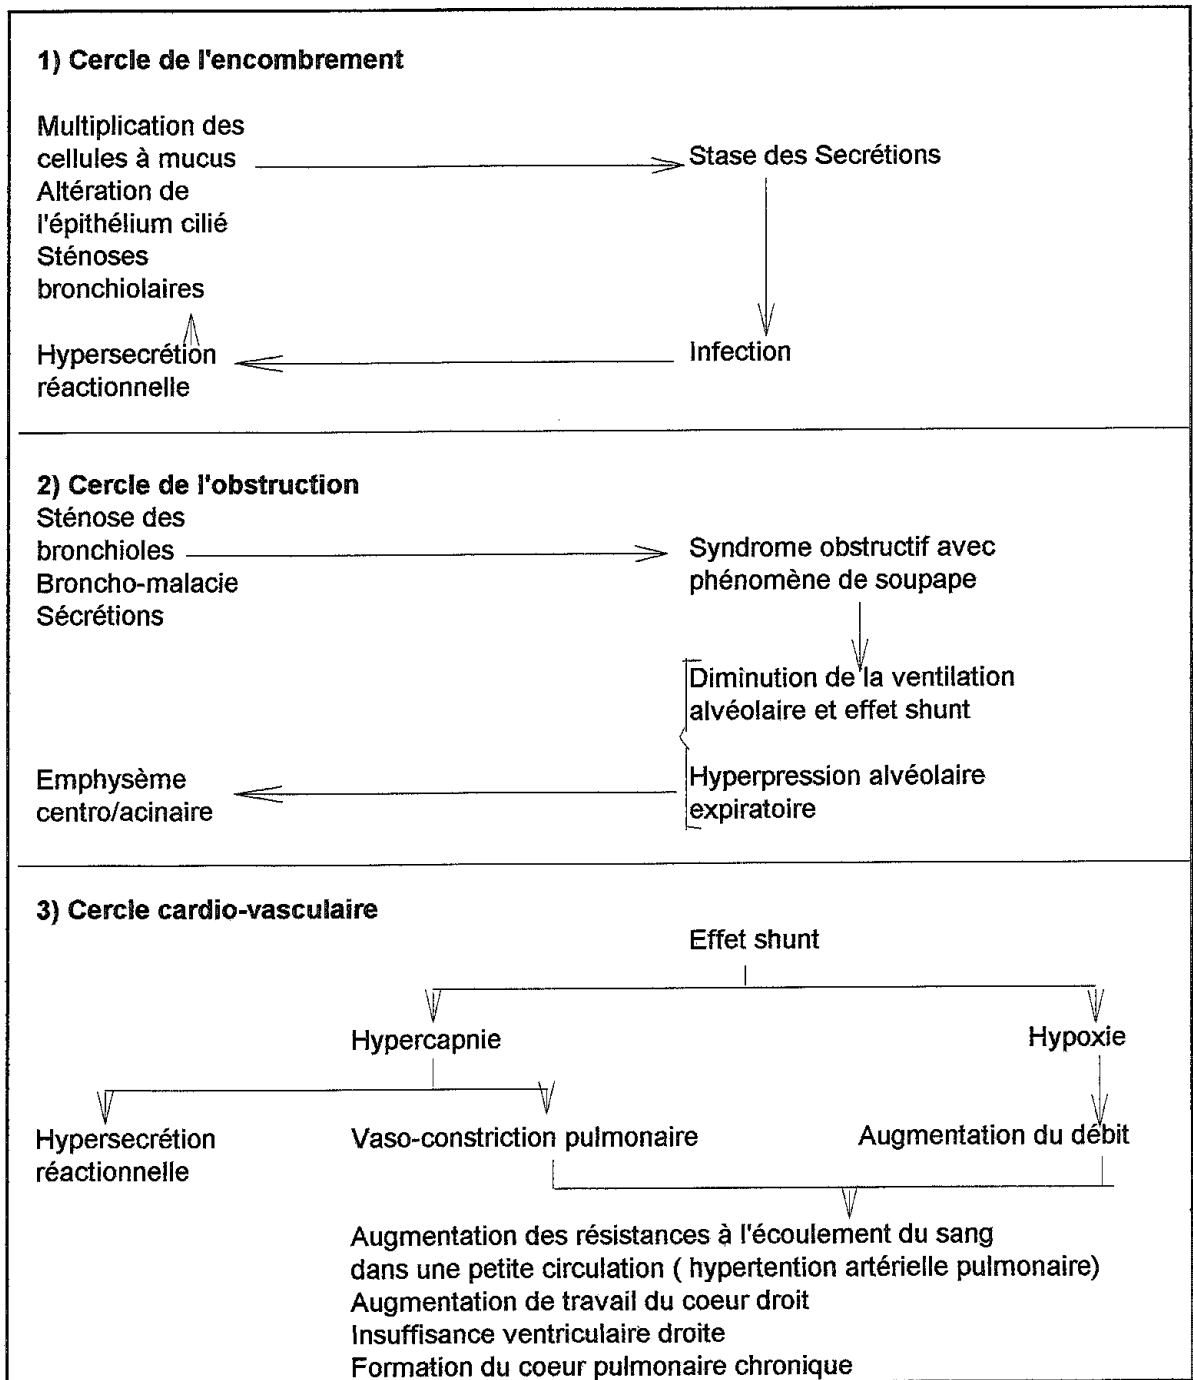 1) Cercle de l'encombrement
Multiplication des
cellules à mucus
Altération de
l'épithélium cilié
Sténoses
bronchiolaires
Stase des Secrétions
Infection
Hypersecrétion
réactionnelle
2) Cercle de l'obstruction
Sténose des
bronchioles
Broncho-malacie
Sécrétions
Syndrome obstructif avec
phénomène de soupape
Diminution de la ventilation
alvéolaire et effet shunt
Hyperpression alvéolaire
expiratoire
Emphysème
centro/acinaire
3) Cercle cardio-vasculaire
Effet shunt
Hypercapnie
Hypoxie
Hypersecrétion
réactionnelle
Vaso-constriction pulmonaire
Augmentation du débit
Augmentation des résistances à l'écoulement du sang
dans une petite circulation ( hypertention artérielle pulmonaire)
Augmentation de travail du coeur droit
Insuffisance ventriculaire droite
Formation du coeur pulmonaire chronique